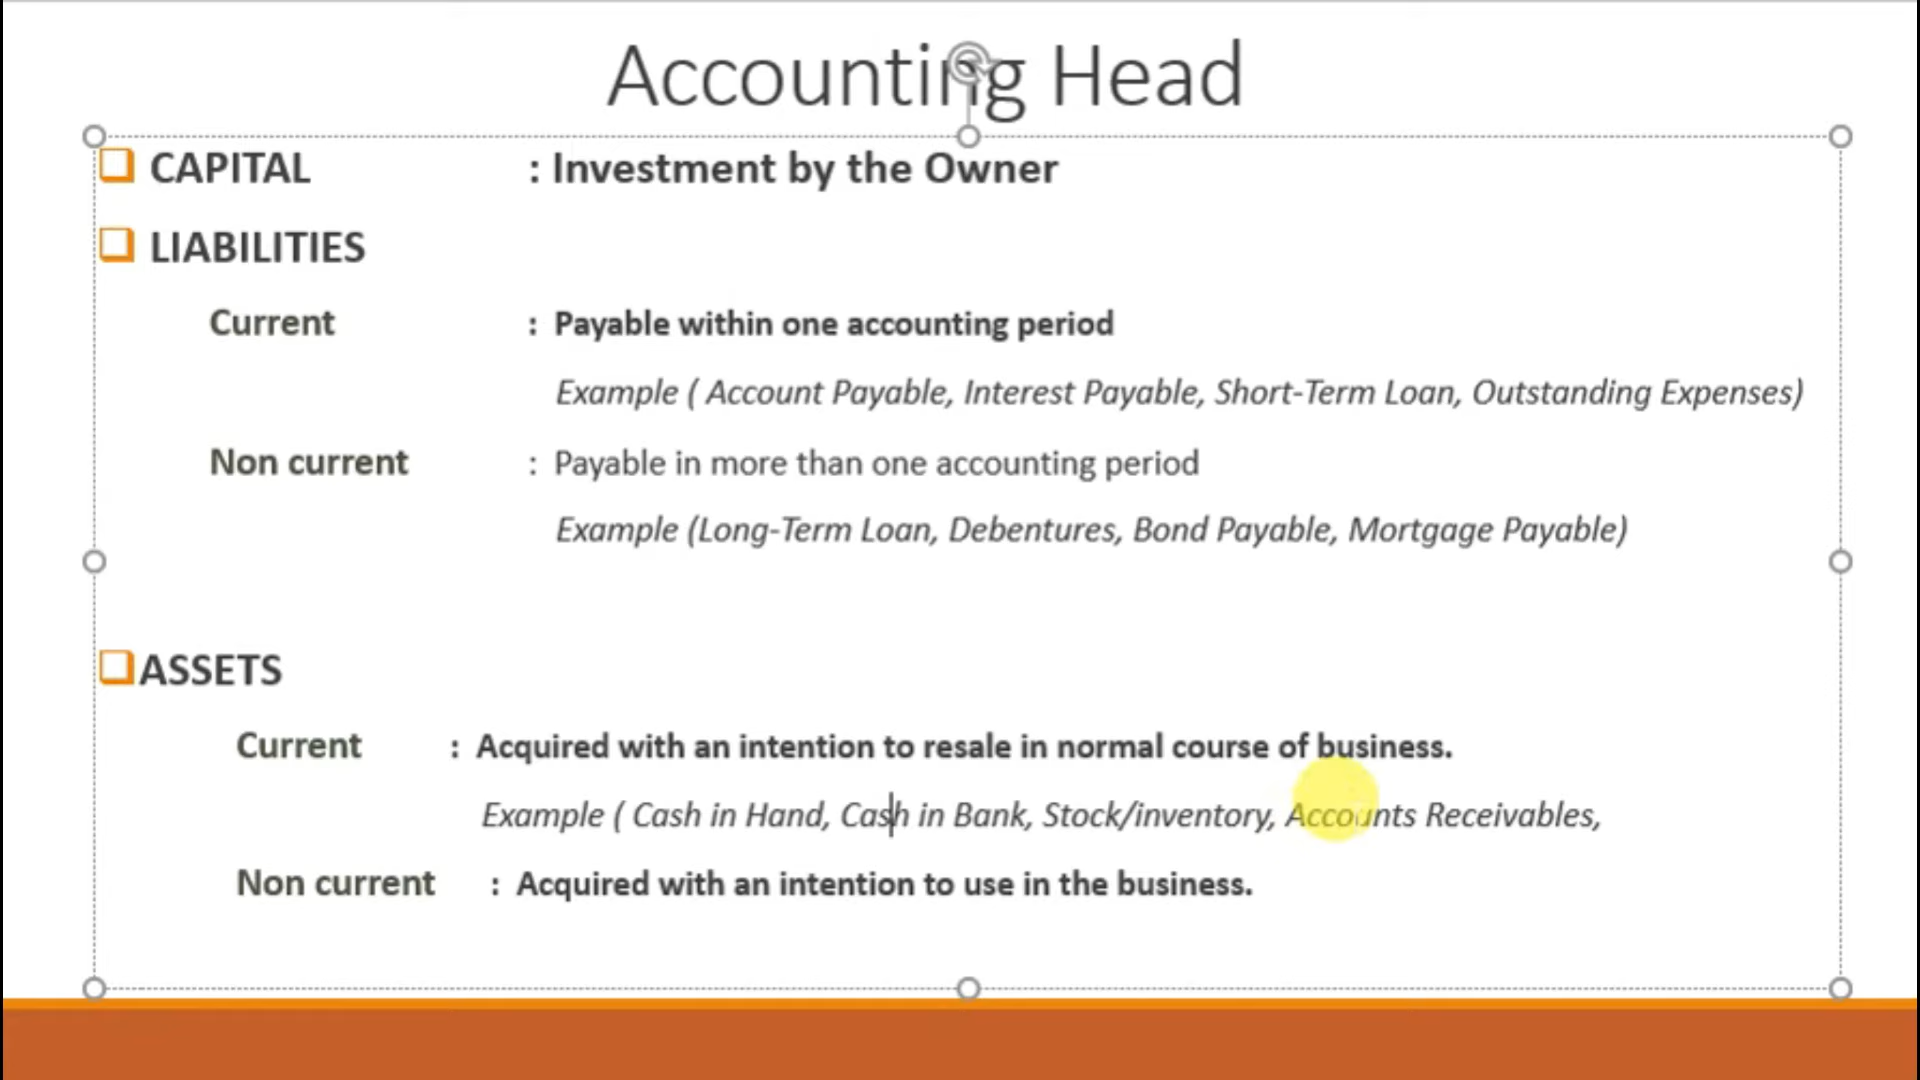 Accounting Head
CAPITAL : Investment by the Owner
LIABILITIES
Current : Payable within one accounting period
Example ( Account Payable, Interest Payable, Short-Term Loan, Outstanding Expenses)
Non current : Payable in more than one accounting period
Example (Long-Term Loan, Debentures, Bond Payable, Mortgage Payable)
ASSETS
Current : Acquired with an intention to resale in normal course of business.
Example ( Cash in Hand, Cash in Bank, Stock/inventory, Accounts Receivables,
Non current : Acquired with an intention to use in the business.